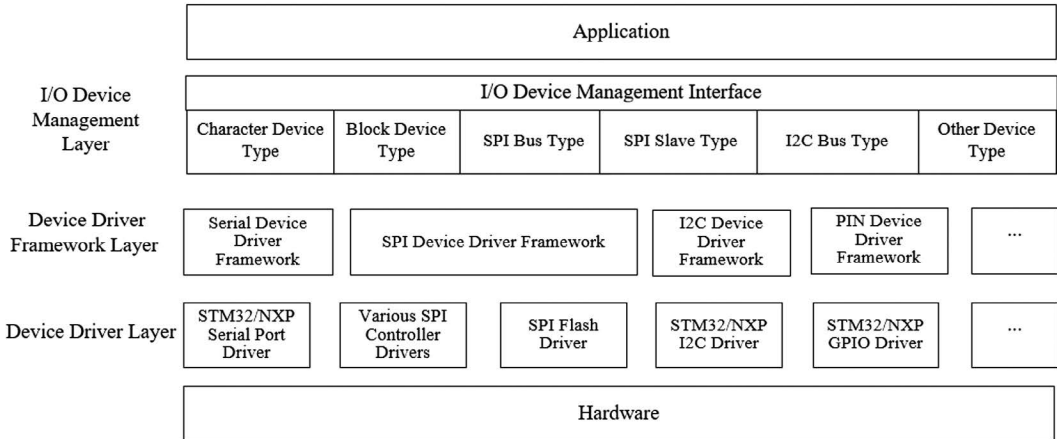 Application
I/O Device
Management
Layer
I/O Device Management Interface
Character Device
Type
Block Device
Type
SPI Bus Type
SPI Slave Type
I2C Bus Type
Other Device
Type
Device Driver
Framework Layer
Serial Device
Driver
Framework
SPI Device Driver Framework
I2C Device
Driver
Framework
PIN Device
Driver
Framework
...
Device Driver Layer
STM32/NXP
Serial Port
Driver
Various SPI
Controller
Drivers
SPI Flash
Driver
STM32/NXP
I2C Driver
STM32/NXP
GPIO Driver
...
Hardware